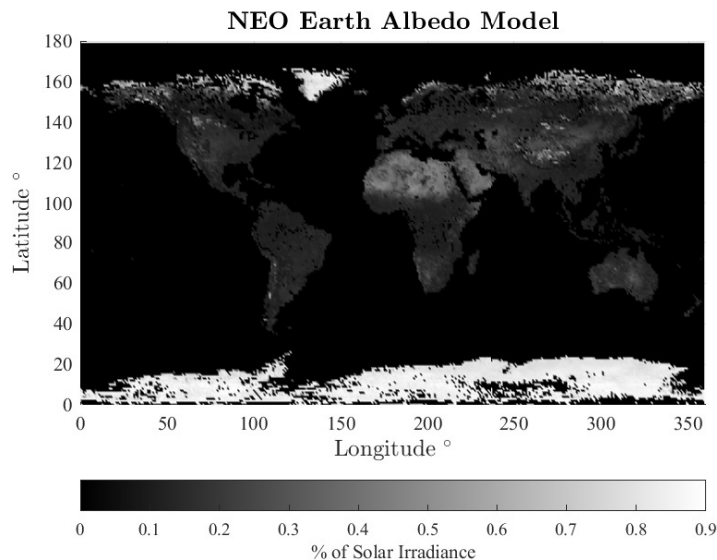 NEO Earth Albedo Model
180
160
140
120
100
80
60
40
20
0
Latitude °
0 50 100 150 200 250 300 350
Longitude °
0 0.1 0.2 0.3 0.4 0.5 0.6 0.7 0.8 0.9
% of Solar Irradiance